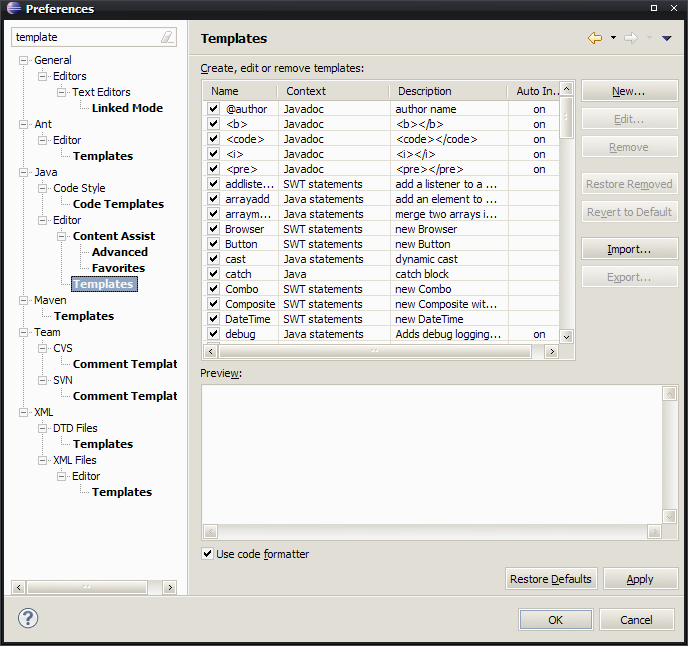 Preferences
template
General
Editors
Text Editors
Linked Mode
Ant
Editor
Templates
Java
Code Style
Code Templates
Editor
Content Assist
Advanced
Favorites
Templates
Maven
Templates
Team
CVS
Comment Templat
SVN
Comment Templat
XML
DTD Files
Templates
XML Files
Editor
Templates
Templates
Create, edit or remove templates:
Name Context Description Auto In...
@author Javadoc author name on
<b> Javadoc <b></b> on
<code> Javadoc <code></code> on
<i> Javadoc <i></i> on
<pre> Javadoc <pre></pre> on
addliste... SWT statements add a listener to a ...
arrayadd Java statements add an element to ...
arraym... Java statements merge two arrays i...
Browser SWT statements new Browser
Button SWT statements new Button
cast Java statements dynamic cast
catch Java catch block
Combo SWT statements new Combo
Composite SWT statements new Composite wit...
DateTime SWT statements new DateTime
debug Java statements Adds debug logging... on
New...
Edit...
Remove
Restore Removed
Revert to Default
Import...
Export...
Preview:
Use code formatter
Restore Defaults Apply
? OK Cancel